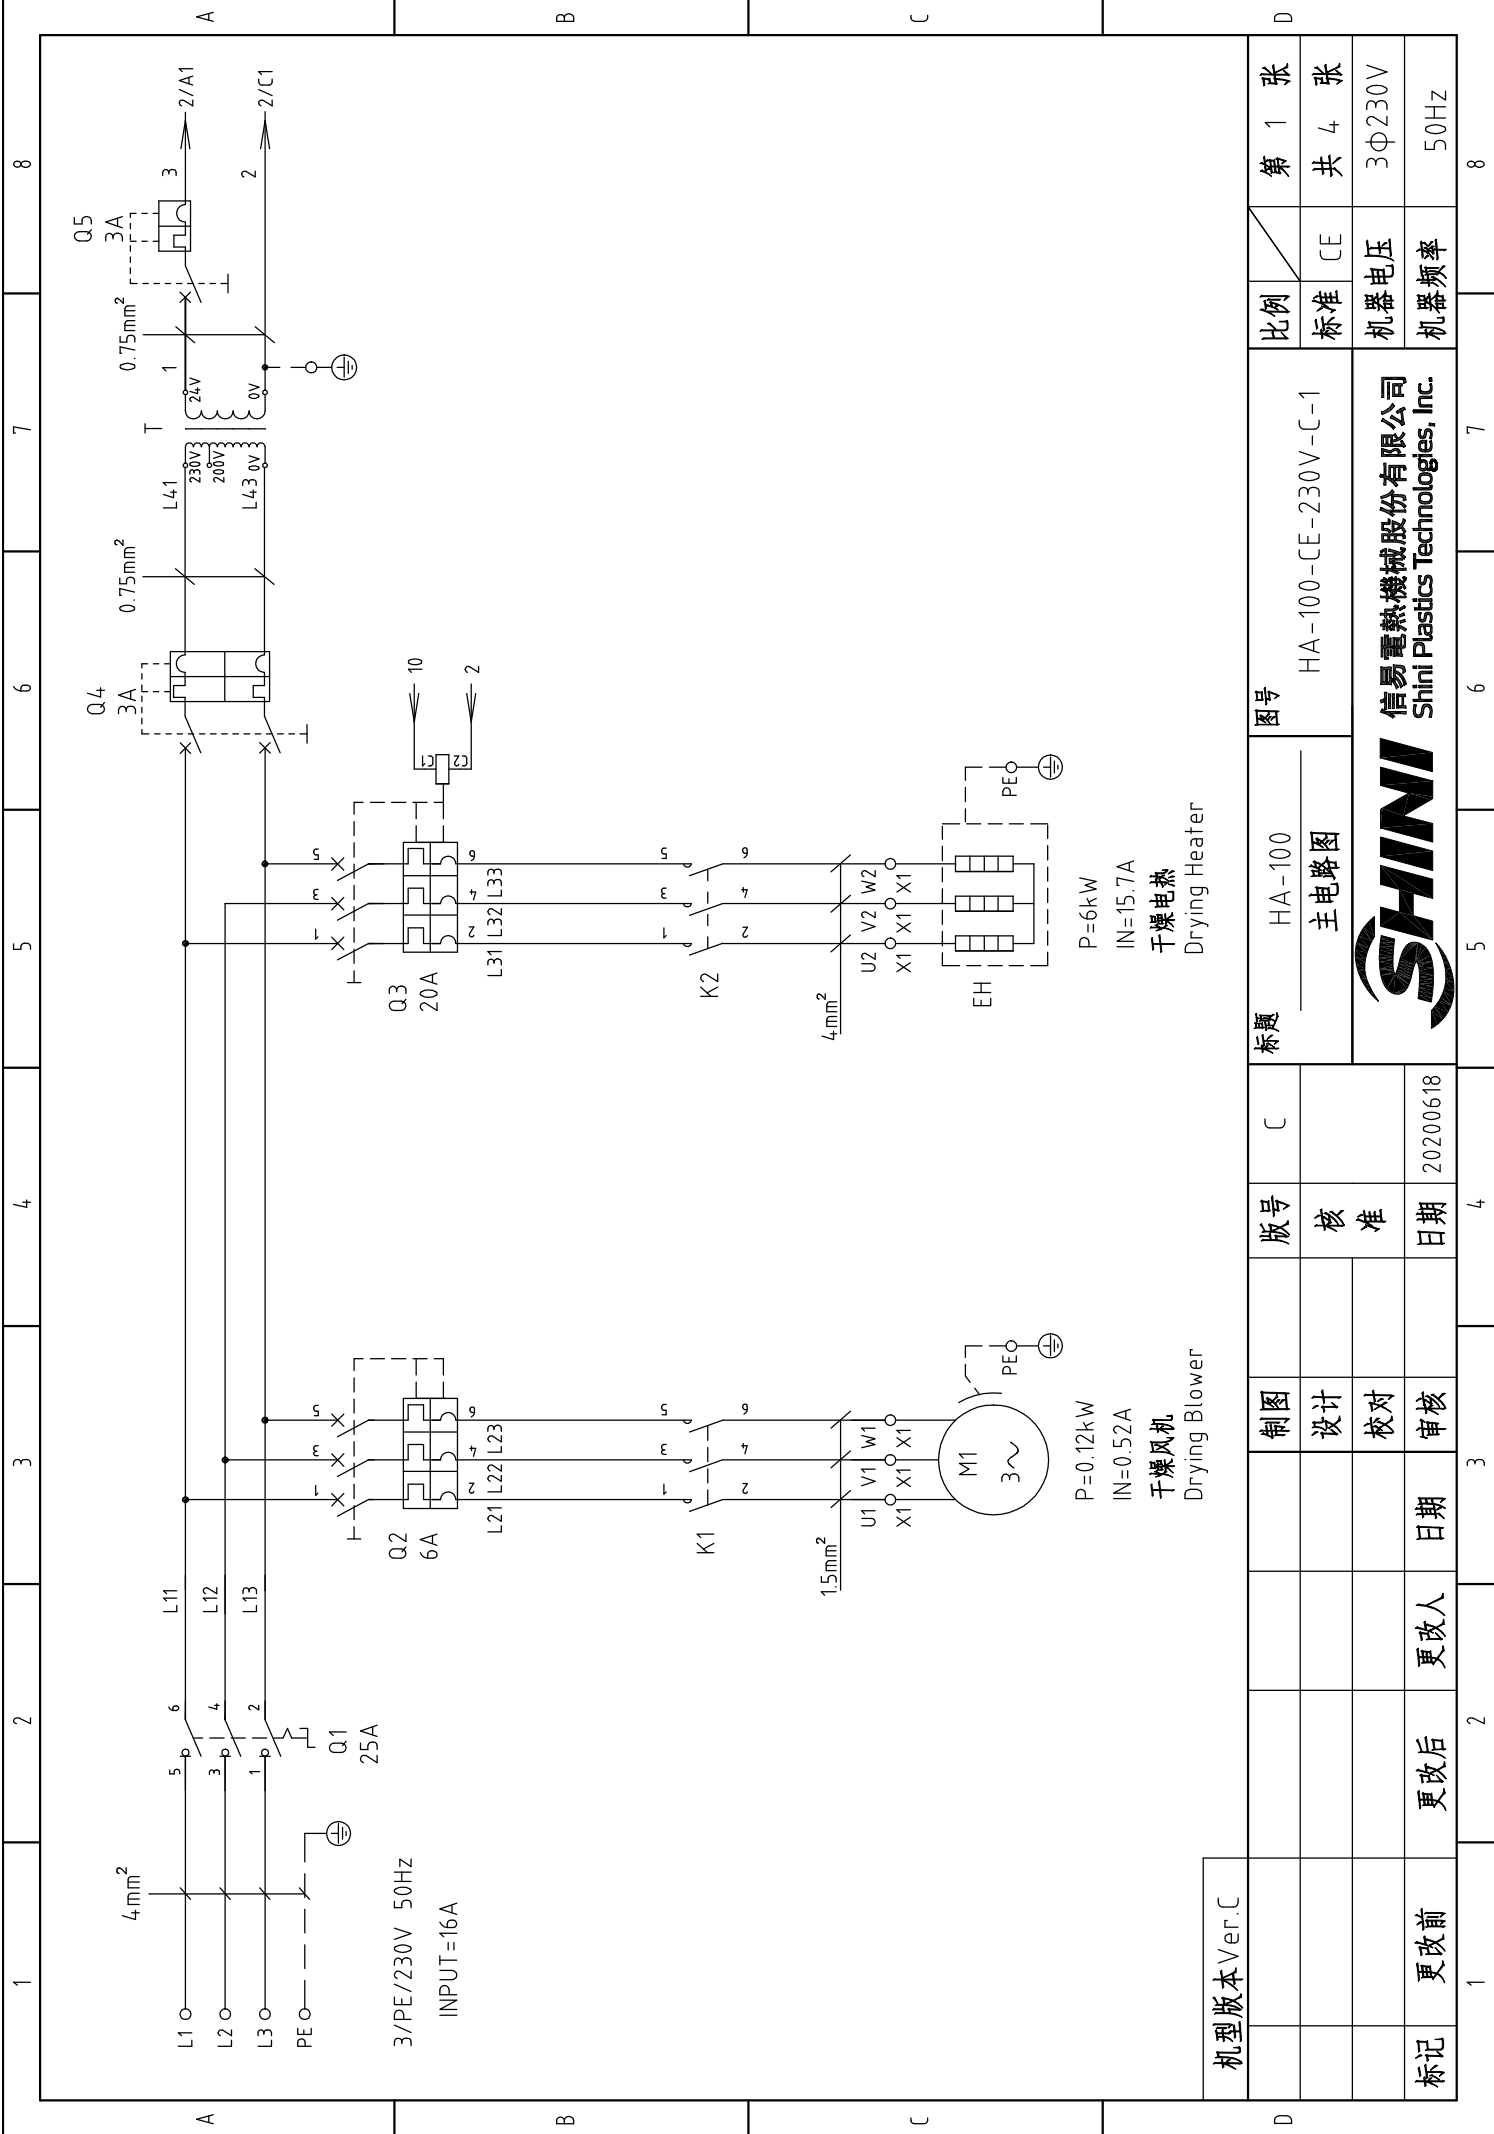 1 2 3 4 5 6 7 8
A
B
C
D
L1
L2
L3
PE
4mm²
3/PE/230V 50Hz
INPUT=16A
5 6
3 4
1 2
Q1
25A
L11
L12
L13
1 3 5
Q2
6A
2 4 6
L21 L22 L23
1 3 5
K1
2 4 6
1.5mm²
U1 V1 W1
X1 X1 X1
M1
3~
PE
P=0.12kW
IN=0.52A
干燥风机
Drying Blower
1 3 5
Q3
20A
2 4 6
L31 L32 L33
C1 10
C2 2
1 3 5
K2
2 4 6
4mm²
U2 V2 W2
X1 X1 X1
EH
PE
P=6kW
IN=15.7A
干燥电热
Drying Heater
Q4
3A
0.75mm²
L41
L43
T
230V
200V
0V
24V
0V
1
0.75mm²
Q5
3A
3
2
2/A1
2/C1
机型版本Ver.C
标记 更改前 更改后 更改人 日期
制图
设计
校对
审核
版号 C
核
准
日期 20200618
标题
HA-100
主电路图
图号
HA-100-CE-230V-C-1
SHINI
信易電熱機械股份有限公司
Shini Plastics Technologies, Inc.
比例 第 1 张
标准 CE 共 4 张
机器电压 3Φ230V
机器频率 50Hz
A
B
C
D
1 2 3 4 5 6 7 8